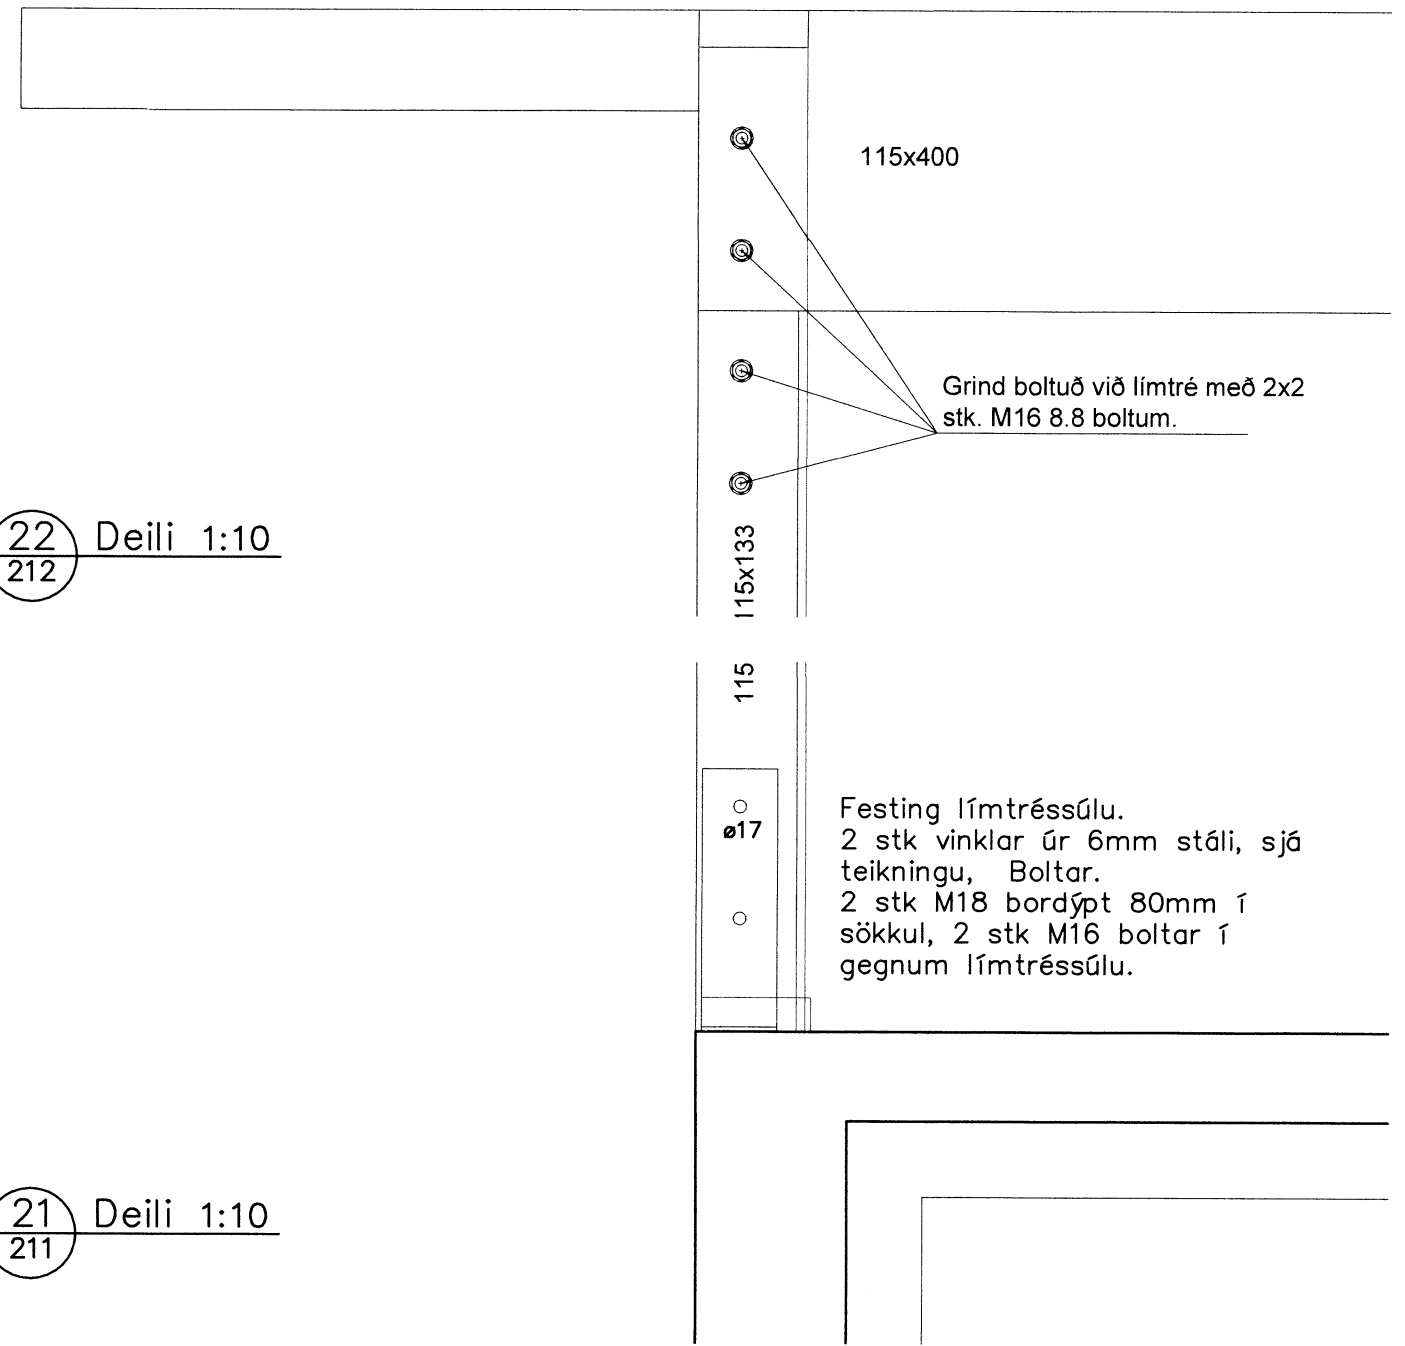 115x400
Grind boltuð við límtré með 2x2
stk. M16 8.8 boltum.
22 Deili 1:10
212
115x133
115
ø17
Festing límtréssúlu.
2 stk vinklar úr 6mm stáli, sjá
teikningu, Boltar.
2 stk M18 bordýpt 80mm í
sökkul, 2 stk M16 boltar í
gegnum límtréssúlu.
21 Deili 1:10
211